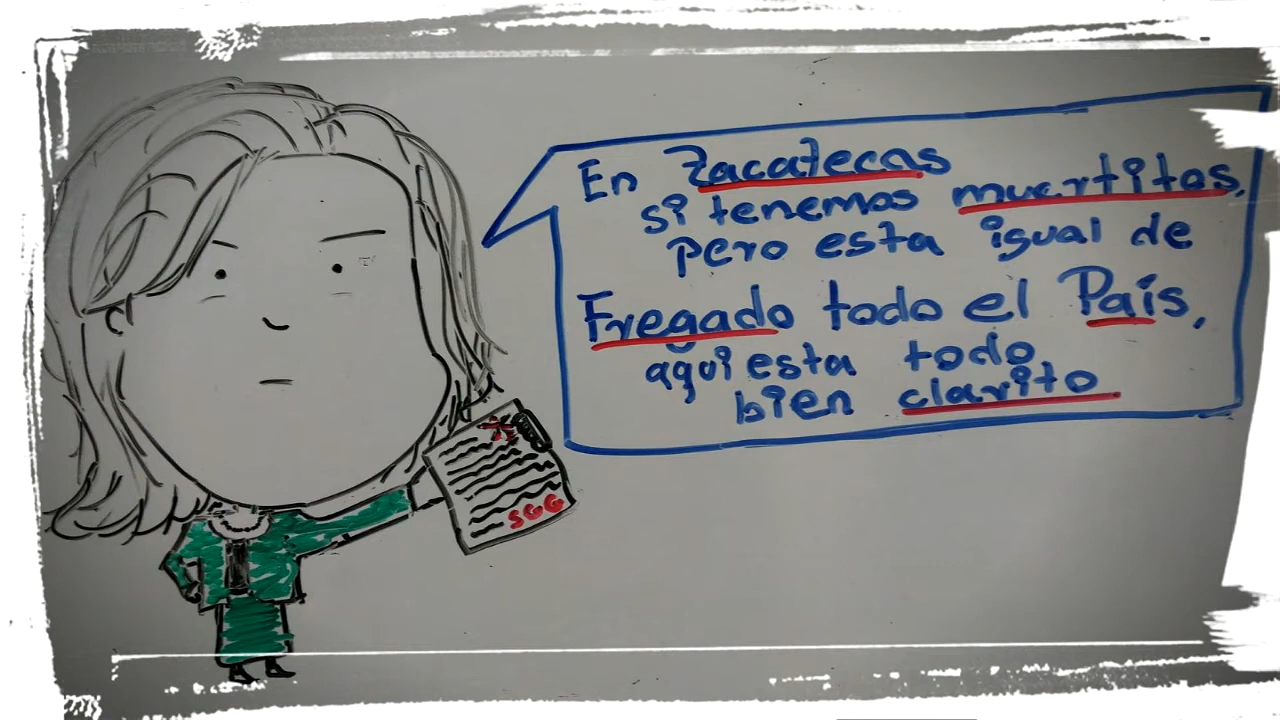 En Zacatecas
si tenemos muertitos,
pero esta igual de
Fregado todo el País,
aqui esta todo
bien clarito
SGG